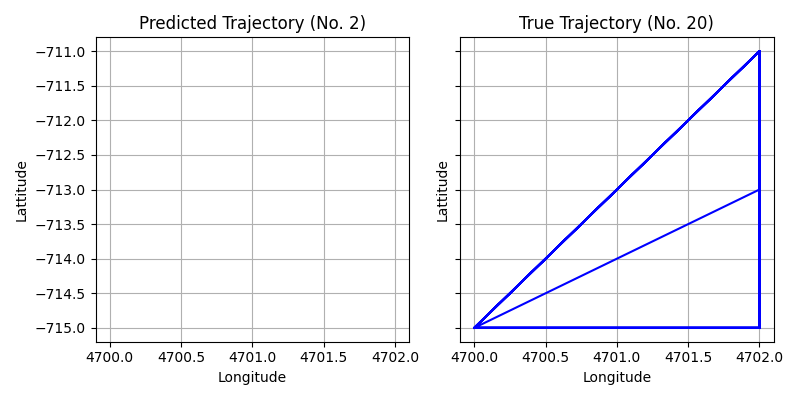 Predicted Trajectory (No. 2)
True Trajectory (No. 20)
Lattitude
−711.0
−711.5
−712.0
−712.5
−713.0
−713.5
−714.0
−714.5
−715.0
4700.0 4700.5 4701.0 4701.5 4702.0
Longitude
Lattitude
4700.0 4700.5 4701.0 4701.5 4702.0
Longitude